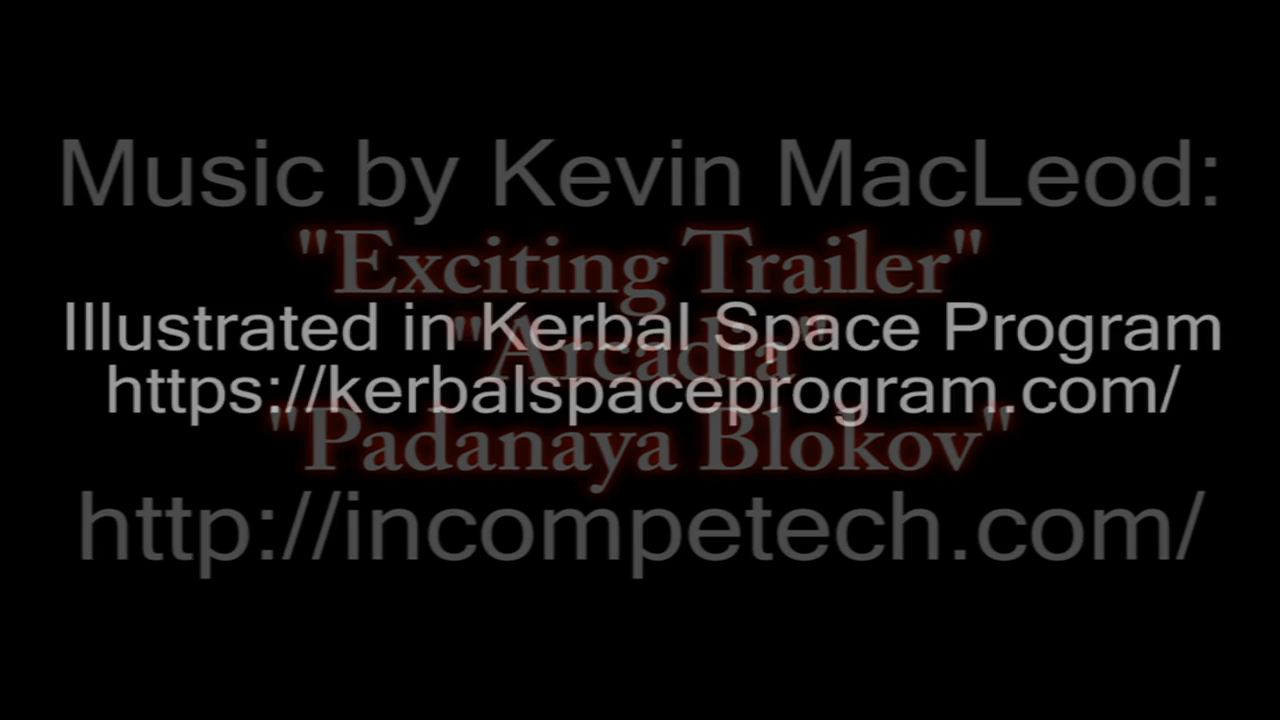 Music by Kevin MacLeod:
"Exciting Trailer"
Illustrated in Kerbal Space Program
"Arcadia"
https://kerbalspaceprogram.com/
"Padanaya Blokov"
http://incompetech.com/